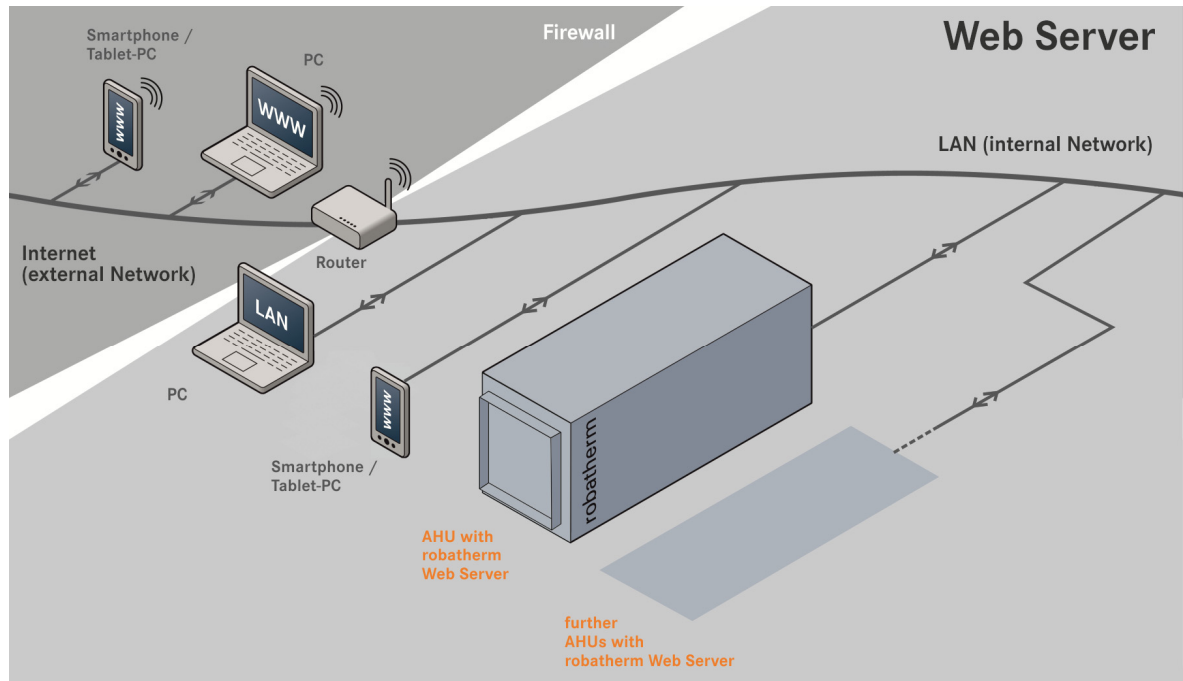 Web Server
Firewall
Smartphone /
Tablet-PC
PC
WWW
WWW
LAN (internal Network)
Internet
(external Network)
Router
LAN
PC
WWW
Smartphone /
Tablet-PC
robatherm
AHU with
robatherm
Web Server
further
AHUs with
robatherm Web Server